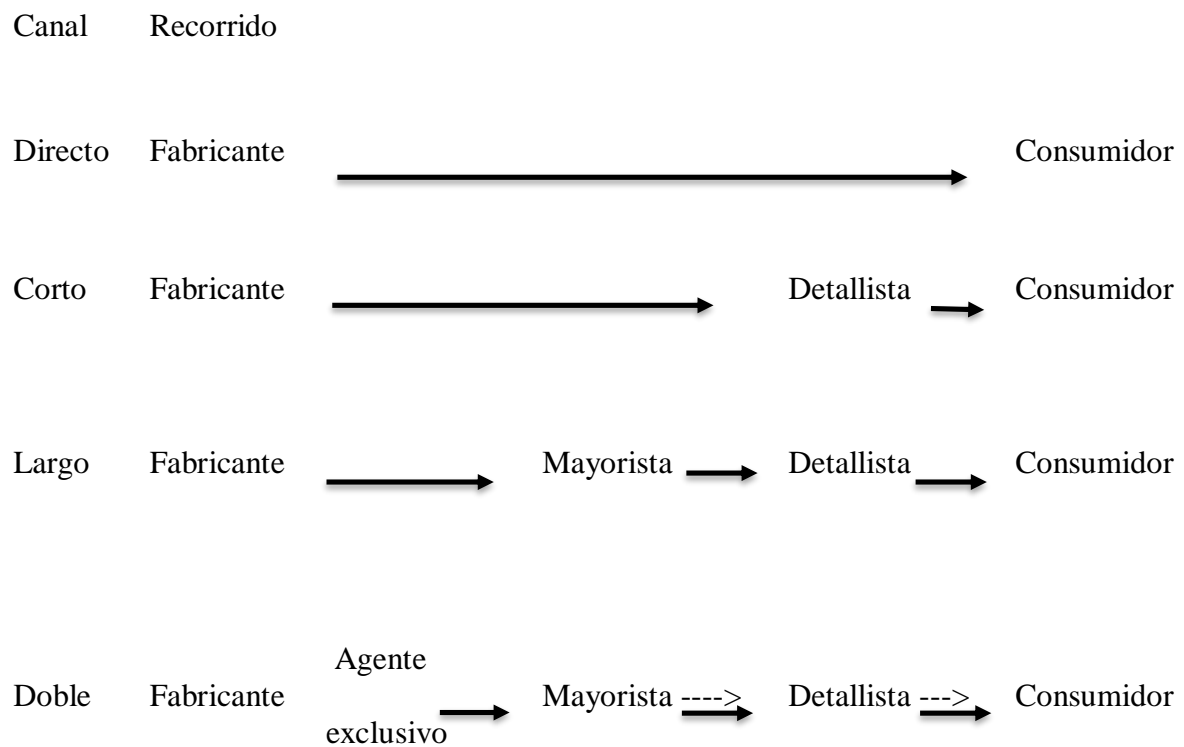 Canal Recorrido
Directo Fabricante Consumidor
Corto Fabricante Detallista Consumidor
Largo Fabricante Mayorista Detallista Consumidor
Agente
Doble Fabricante Mayorista ----> Detallista ---> Consumidor
exclusivo